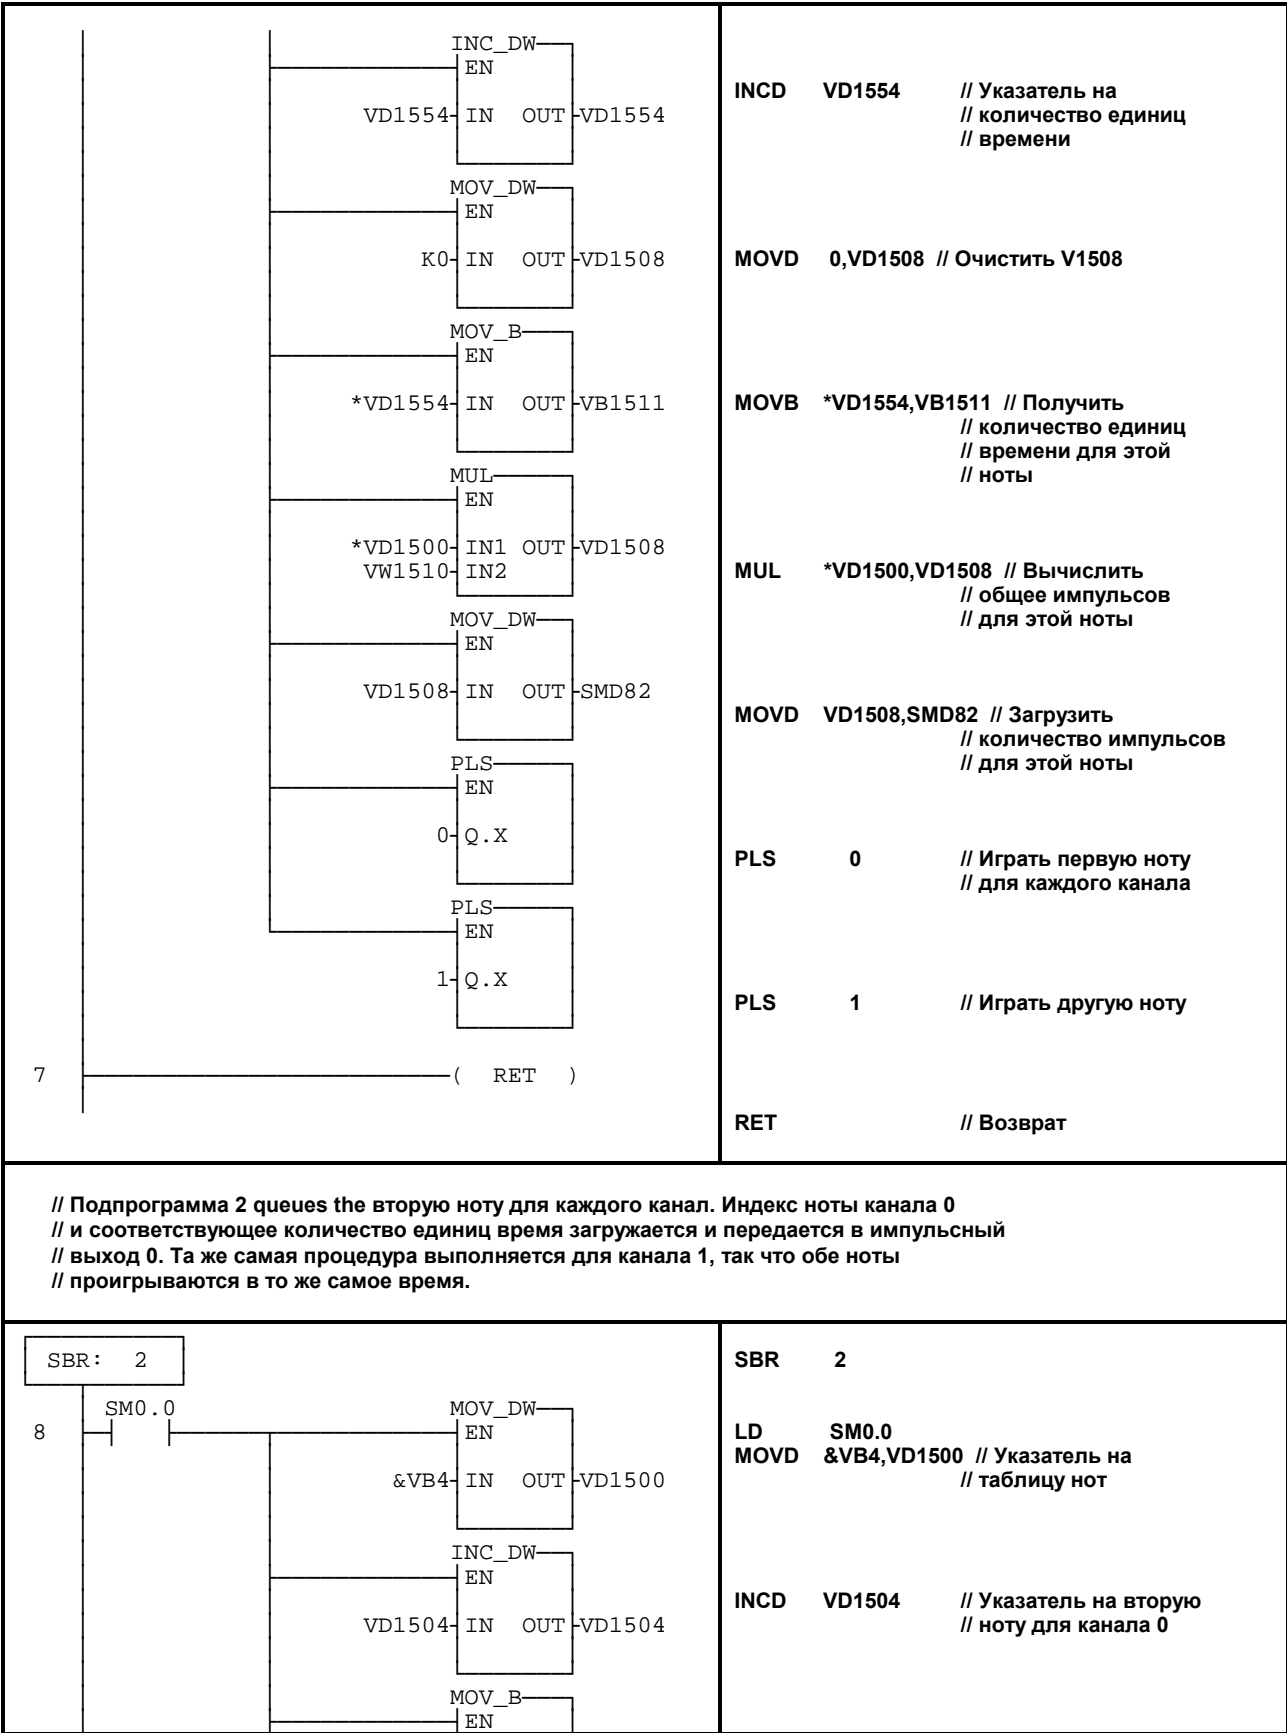 INC_DW
EN
VD1554 IN OUT VD1554
INCD VD1554 // Указатель на
// количество единиц
// времени
MOV_DW
EN
K0 IN OUT VD1508
MOVD 0,VD1508 // Очистить V1508
MOV_B
EN
*VD1554 IN OUT VB1511
MOVB *VD1554,VB1511 // Получить
// количество единиц
// времени для этой
// ноты
MUL
EN
*VD1500 IN1 OUT VD1508
VW1510 IN2
MUL *VD1500,VD1508 // Вычислить
// общее импульсов
// для этой ноты
MOV_DW
EN
VD1508 IN OUT SMD82
MOVD VD1508,SMD82 // Загрузить
// количество импульсов
// для этой ноты
PLS
EN
0 Q.X
PLS 0 // Играть первую ноту
// для каждого канала
PLS
EN
1 Q.X
PLS 1 // Играть другую ноту
7 ( RET )
RET // Возврат
// Подпрограмма 2 queues the вторую ноту для каждого канал. Индекс ноты канала 0
// и соответствующее количество единиц время загружается и передается в импульсный
// выход 0. Та же самая процедура выполняется для канала 1, так что обе ноты
// проигрываются в то же самое время.
SBR: 2
SBR 2
SM0.0
8
MOV_DW
EN
&VB4 IN OUT VD1500
LD SM0.0
MOVD &VB4,VD1500 // Указатель на
// таблицу нот
INC_DW
EN
VD1504 IN OUT VD1504
INCD VD1504 // Указатель на вторую
// ноту для канала 0
MOV_B
EN